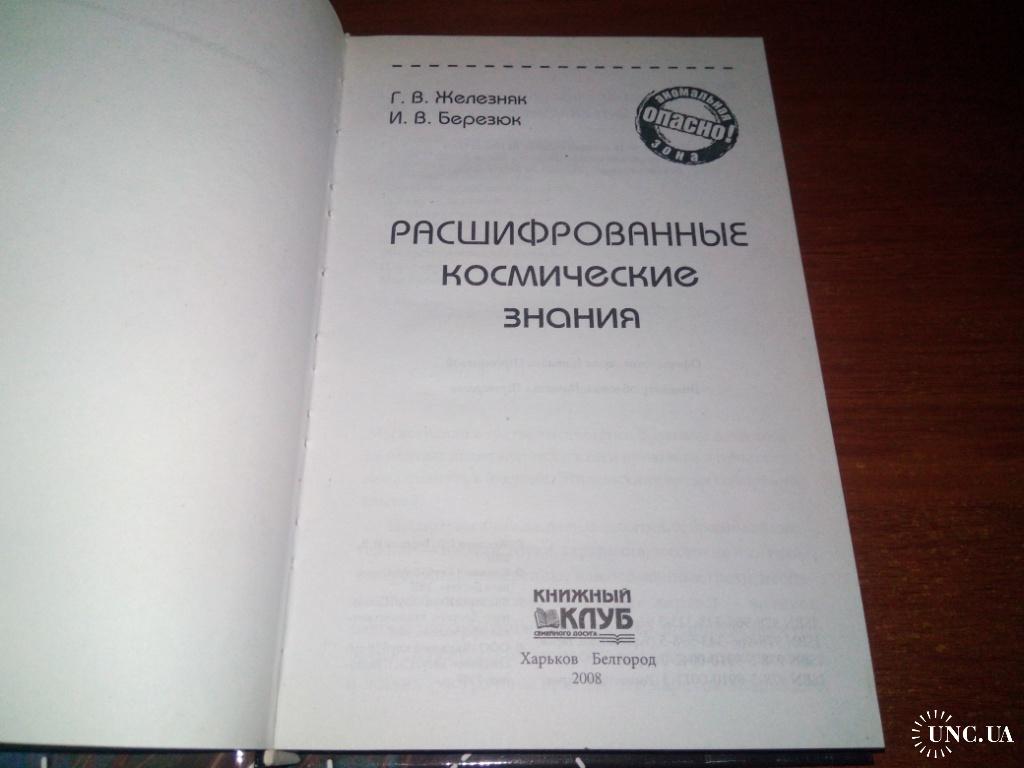 Г. В. Железняк
И. В. Березюк
аномальная
опасно!
зона
РАСШИФРОВАННЫЕ
КОСМИЧЕСКИЕ
ЗНАНИЯ
КНИЖНЫЙ
КЛУБ
СЕМЕЙНОГО ДОСУГА
Харьков Белгород
2008
UNC.UA